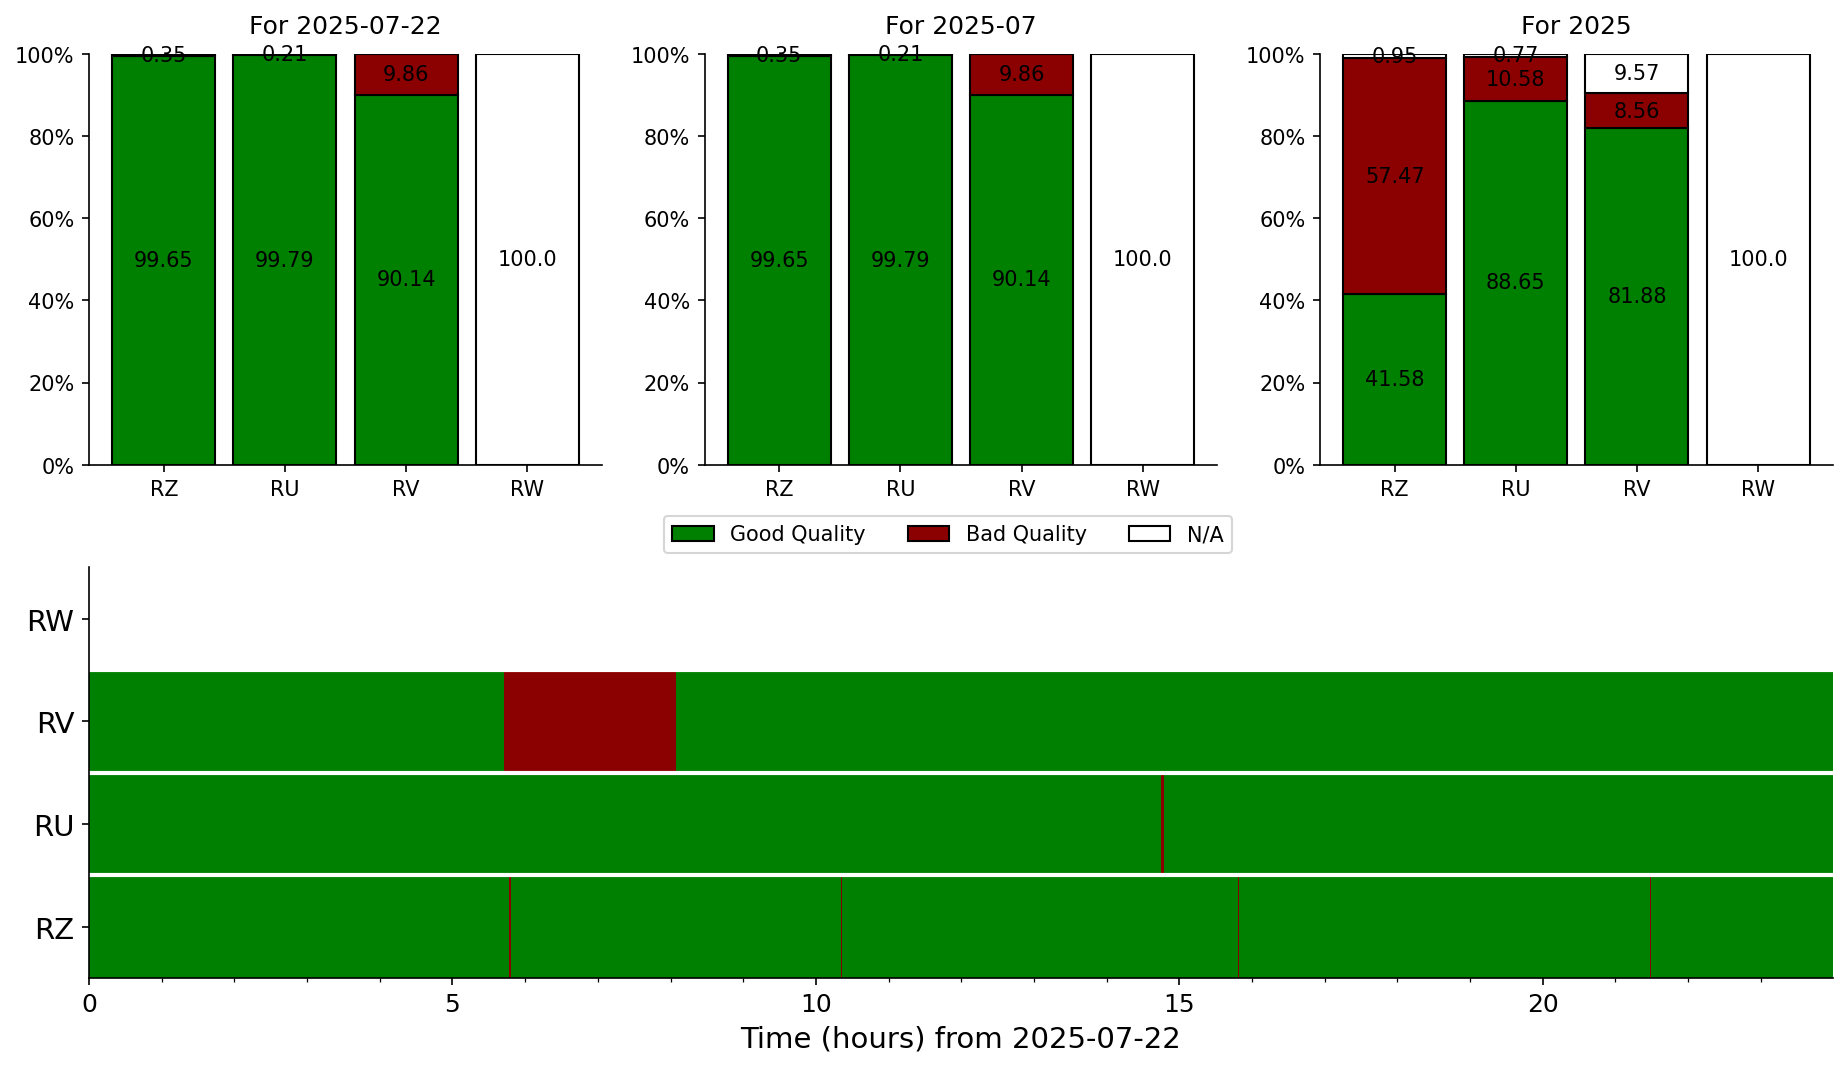 For 2025-07-22
For 2025-07
For 2025
100%
80%
60%
40%
20%
0%
0.35
0.21
9.86
99.65
99.79
90.14
100.0
RZ
RU
RV
RW
100%
80%
60%
40%
20%
0%
0.35
0.21
9.86
99.65
99.79
90.14
100.0
RZ
RU
RV
RW
100%
80%
60%
40%
20%
0%
0.95
0.77
9.57
10.58
8.56
57.47
41.58
88.65
81.88
100.0
RZ
RU
RV
RW
Good Quality
Bad Quality
N/A
RW
RV
RU
RZ
0
5
10
15
20
Time (hours) from 2025-07-22